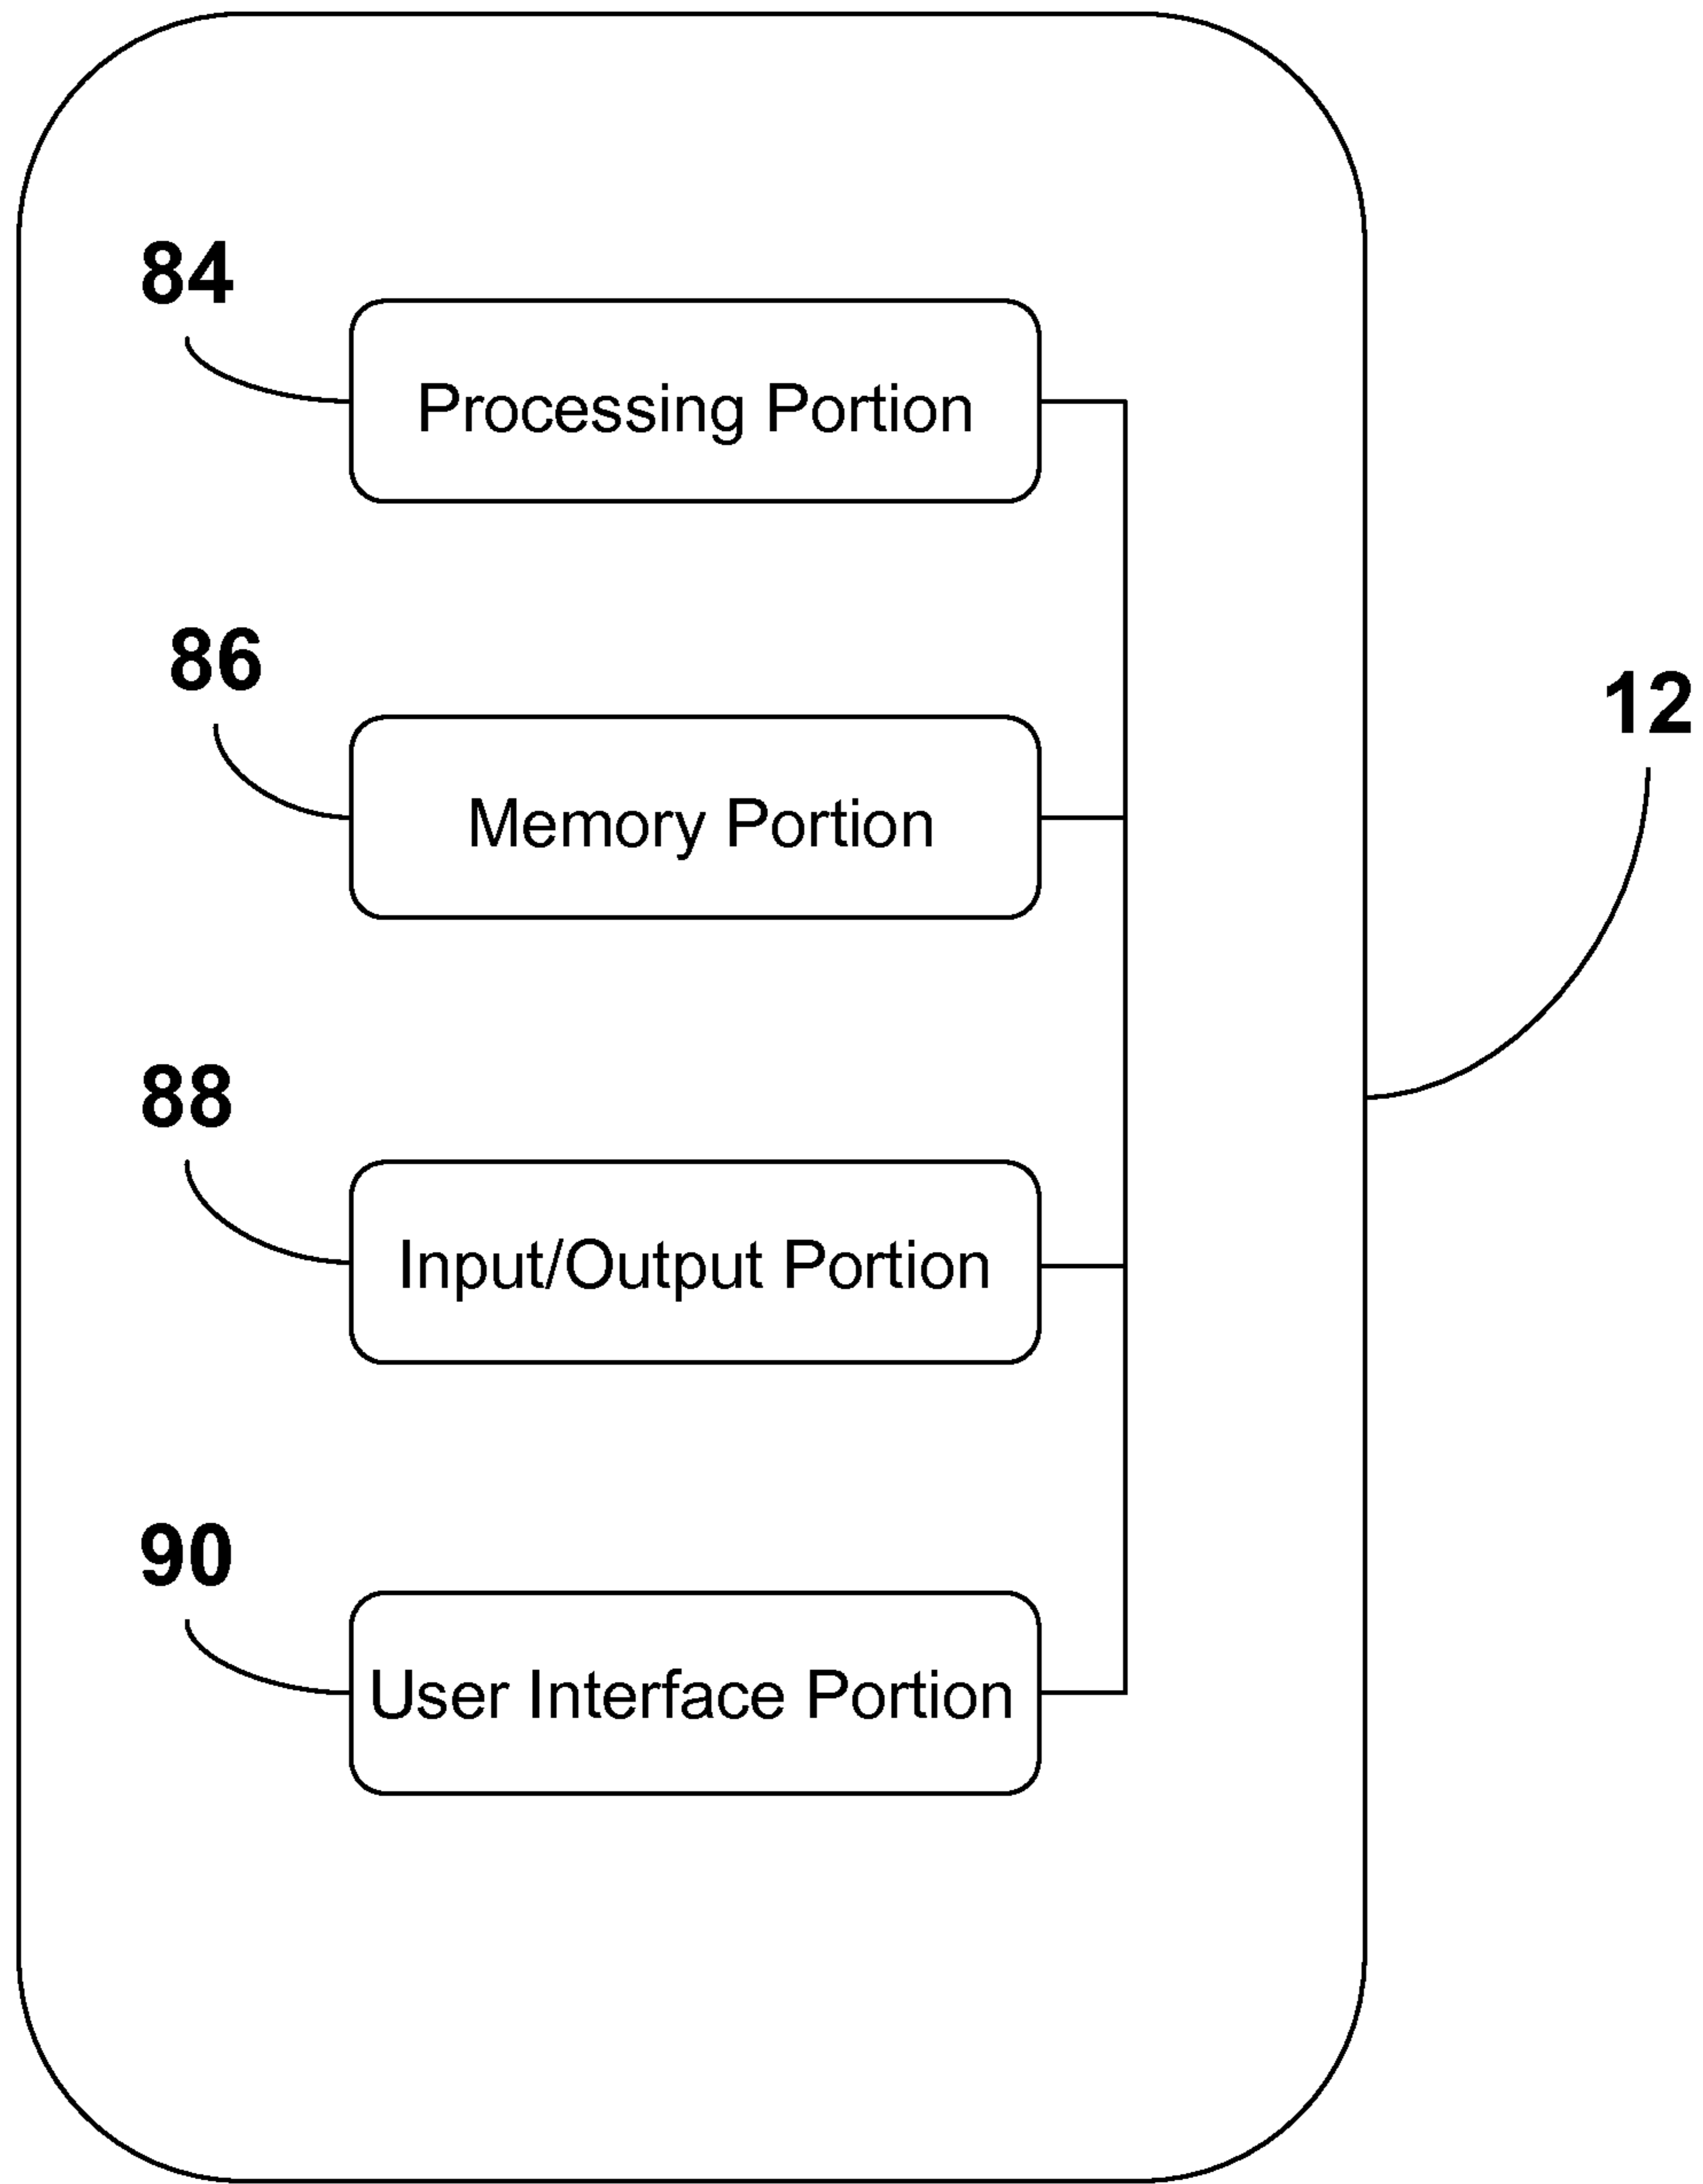 84
Processing Portion
86
12
Memory Portion
88
Input/Output Portion
90
User Interface Portion